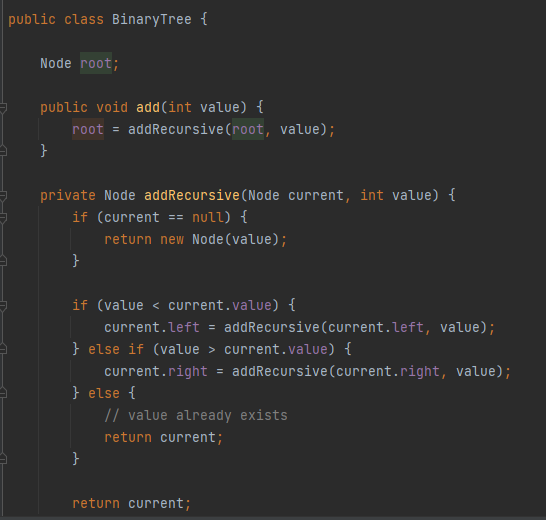 public class BinaryTree {
Node root;
public void add(int value) {
root = addRecursive(root, value);
}
private Node addRecursive(Node current, int value) {
if (current == null) {
return new Node(value);
}
if (value < current.value) {
current.left = addRecursive(current.left, value);
} else if (value > current.value) {
current.right = addRecursive(current.right, value);
} else {
// value already exists
return current;
}
return current;